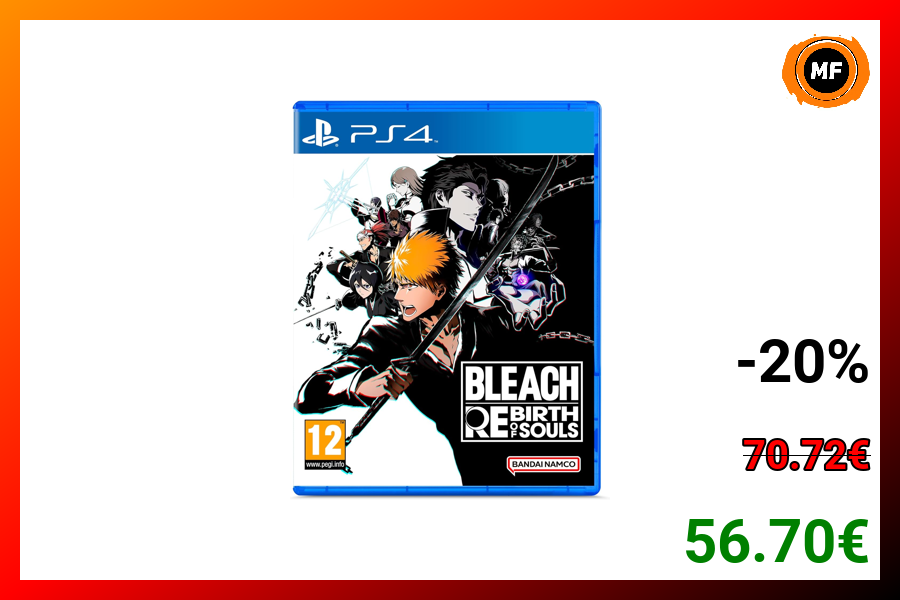 MF
PS4
BLEACH
RE BIRTH
OF SOULS
12
www.pegi.info
BANDAI NAMCO
-20%
70.72€
56.70€